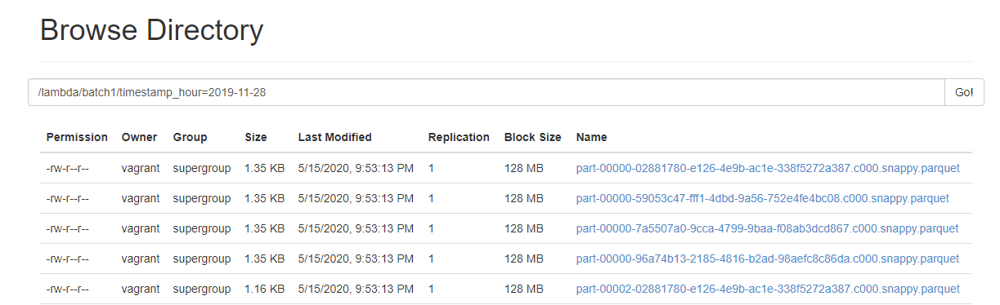 Browse Directory
/lambda/batch1/timestamp_hour=2019-11-28 Go!
Permission Owner Group Size Last Modified Replication Block Size Name
-rw-r--r-- vagrant supergroup 1.35 KB 5/15/2020, 9:53:13 PM 1 128 MB part-00000-02881780-e126-4e9b-ac1e-338f5272a387.c000.snappy.parquet
-rw-r--r-- vagrant supergroup 1.35 KB 5/15/2020, 9:53:13 PM 1 128 MB part-00000-59053c47-fff1-4dbd-9a56-752e4fe4bc08.c000.snappy.parquet
-rw-r--r-- vagrant supergroup 1.35 KB 5/15/2020, 9:53:13 PM 1 128 MB part-00000-7a5507a0-9cca-4799-9baa-f08ab3dcd867.c000.snappy.parquet
-rw-r--r-- vagrant supergroup 1.35 KB 5/15/2020, 9:53:13 PM 1 128 MB part-00000-96a74b13-2185-4816-b2ad-98aefc8c86da.c000.snappy.parquet
-rw-r--r-- vagrant supergroup 1.16 KB 5/15/2020, 9:53:13 PM 1 128 MB part-00002-02881780-e126-4e9b-ac1e-338f5272a387.c000.snappy.parquet